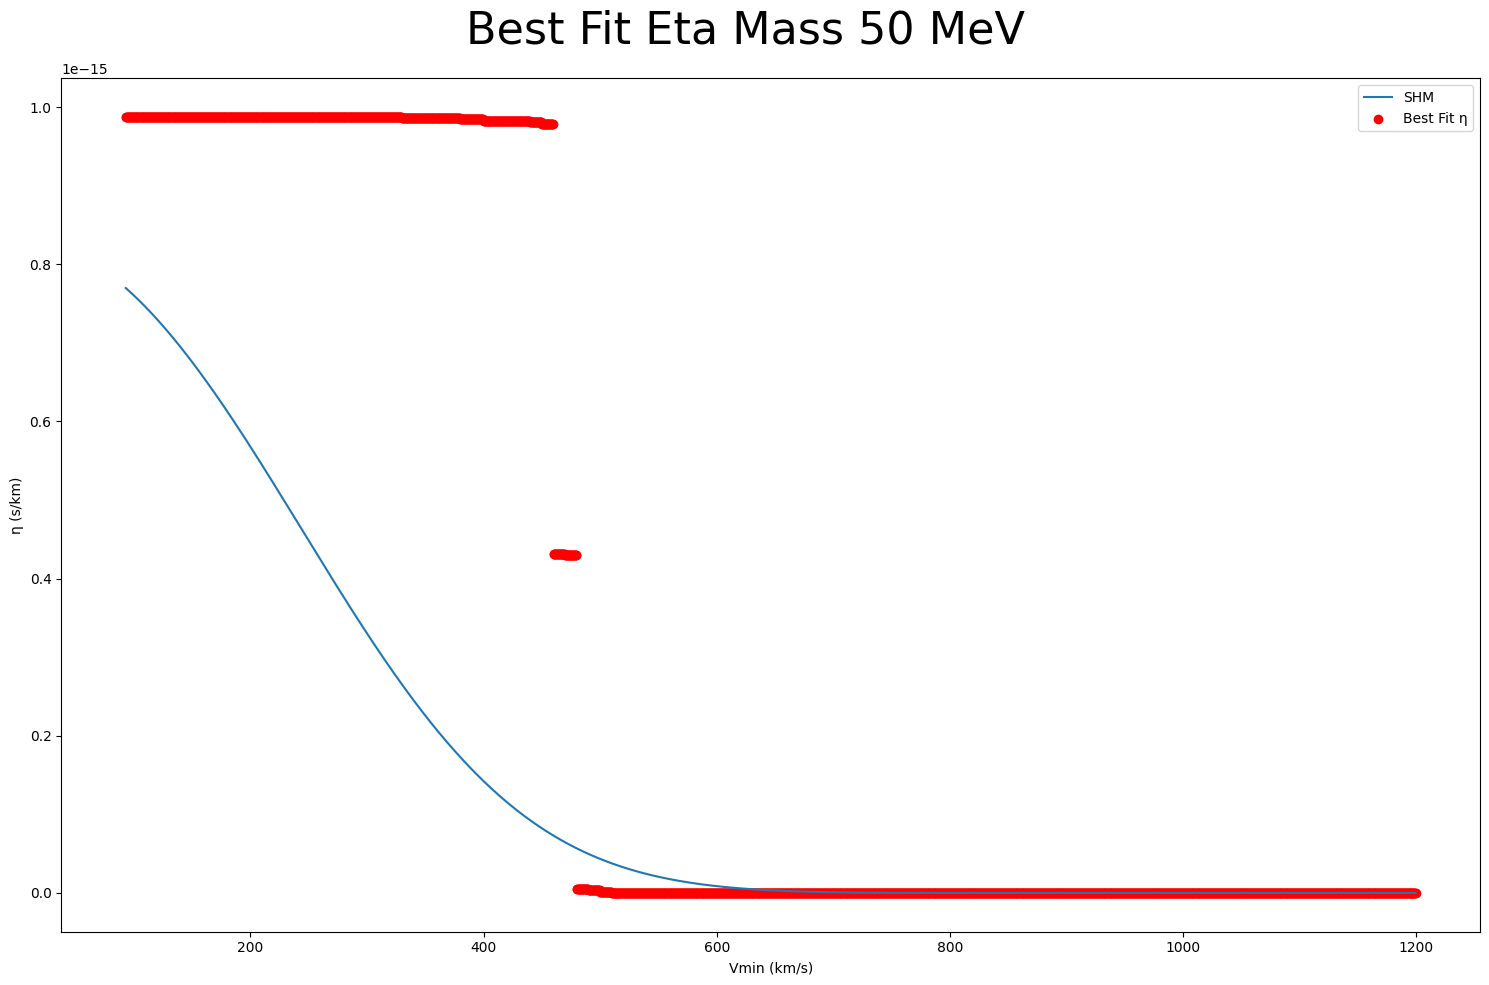 Best Fit Eta Mass 50 MeV
1e−15
SHM
Best Fit η
1.0
0.8
0.6
0.4
0.2
0.0
η (s/km)
200 400 600 800 1000 1200
Vmin (km/s)